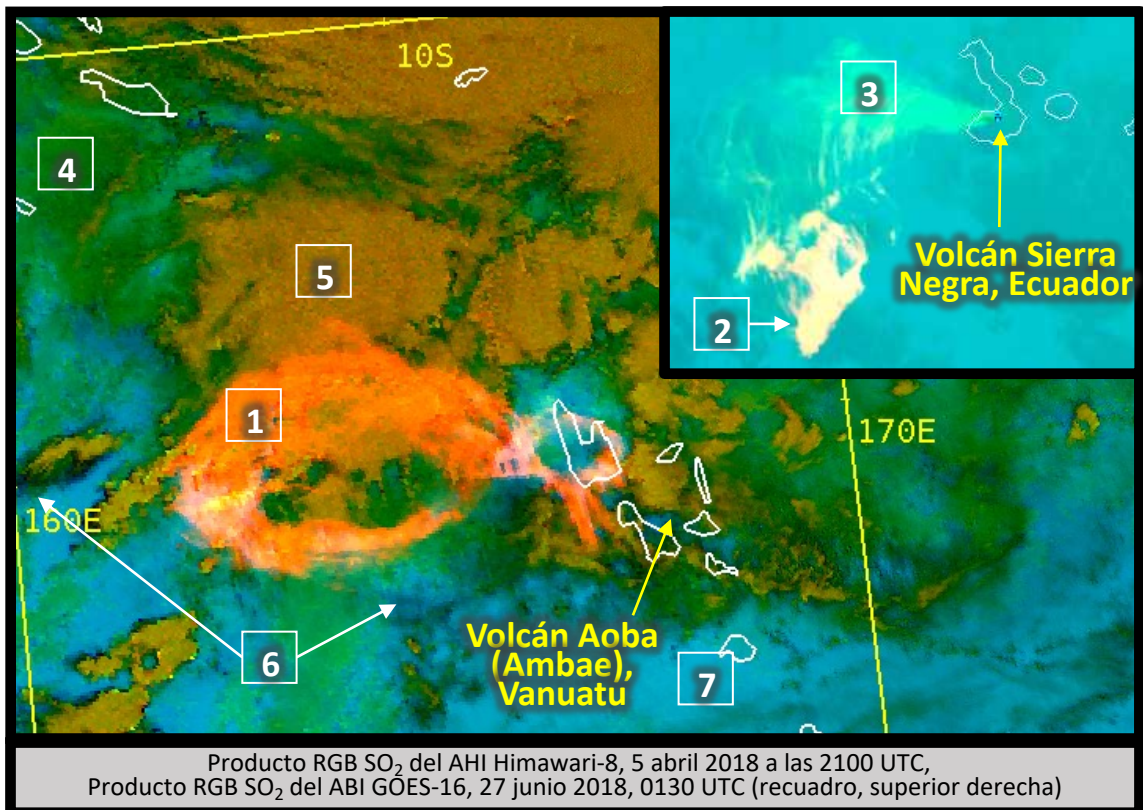 10S
4
5
1
160E
6
Volcán Aoba
(Ambae),
Vanuatu
7
170E
3
2
Volcán Sierra
Negra, Ecuador
Producto RGB SO₂ del AHI Himawari-8, 5 abril 2018 a las 2100 UTC,
Producto RGB SO₂ del ABI GOES-16, 27 junio 2018, 0130 UTC (recuadro, superior derecha)